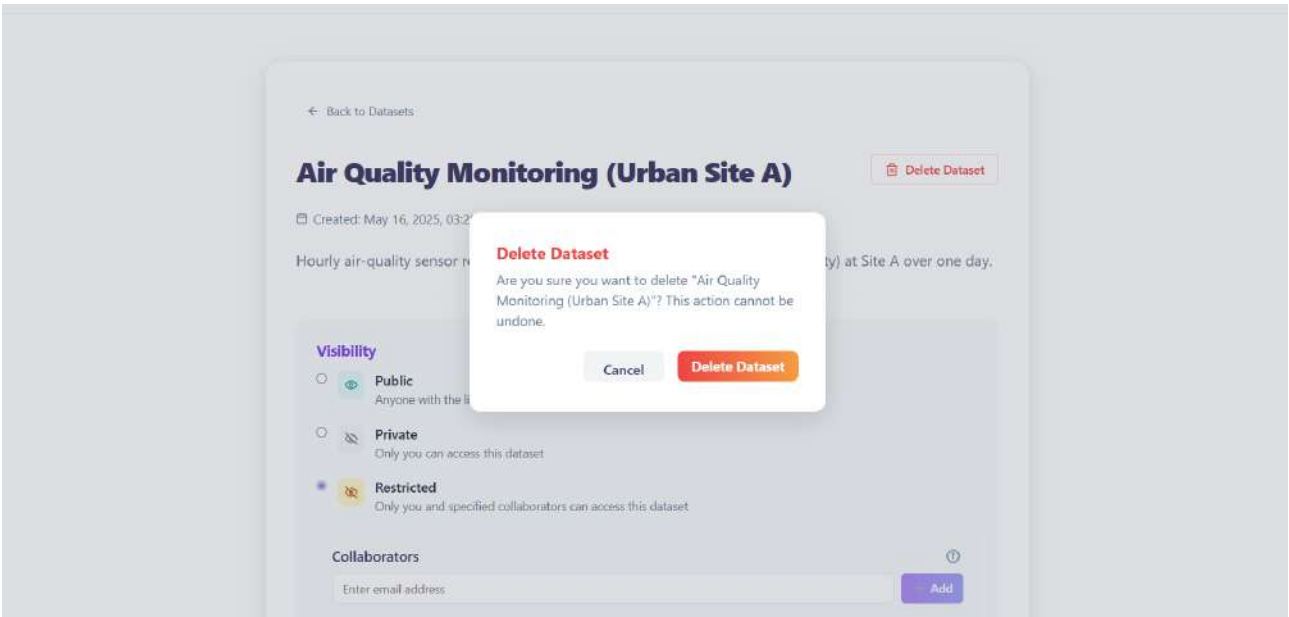 Back to Datasets
Air Quality Monitoring (Urban Site A)
Delete Dataset
Created: May 16, 2025, 03:2
Hourly air-quality sensor ty) at Site A over one day.
Delete Dataset
Are you sure you want to delete "Air Quality
Monitoring (Urban Site A)"? This action cannot be
undone.
Cancel
Delete Dataset
Visibility
Public
Anyone with the
Private
Only you can access this dataset
Restricted
Only you and specified collaborators can access this dataset
Collaborators
Enter email address
Add